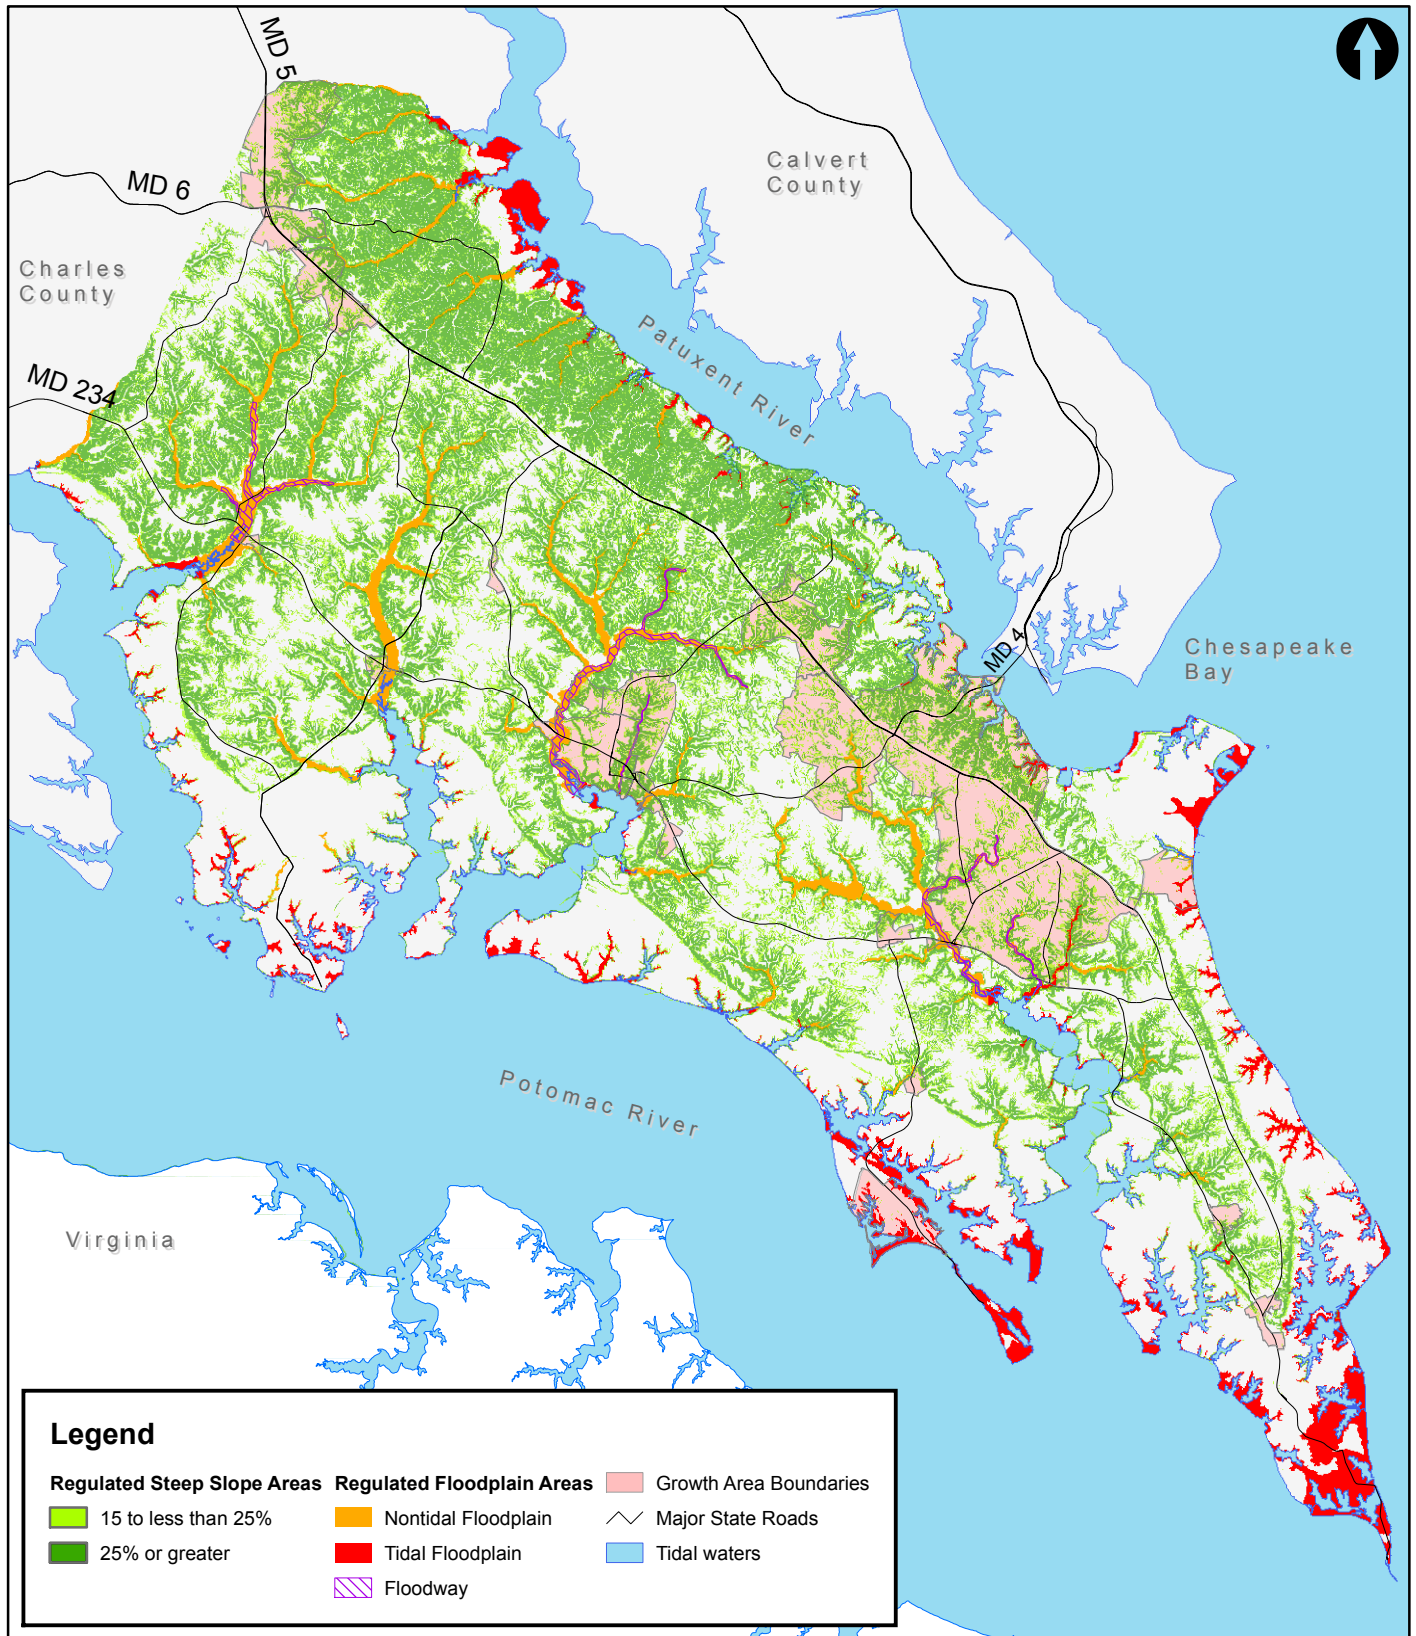 MD 5
Calvert
County
MD 6
Charles
County
Patuxent River
MD 234
MD 4
Chesapeake
Bay
Potomac River
Virginia
Legend
Regulated Steep Slope Areas
15 to less than 25%
25% or greater
Regulated Floodplain Areas
Nontidal Floodplain
Tidal Floodplain
Floodway
Growth Area Boundaries
Major State Roads
Tidal waters